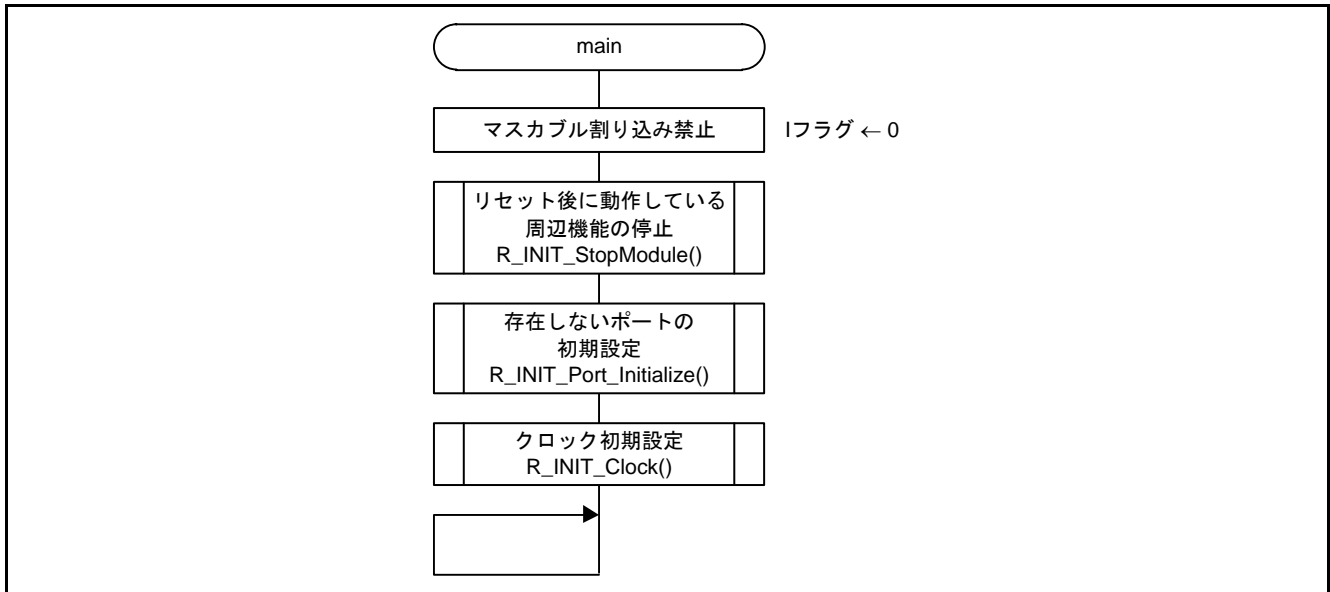 main
マスカブル割り込み禁止
Iフラグ ← 0
リセット後に動作している
周辺機能の停止
R_INIT_StopModule()
存在しないポートの
初期設定
R_INIT_Port_Initialize()
クロック初期設定
R_INIT_Clock()